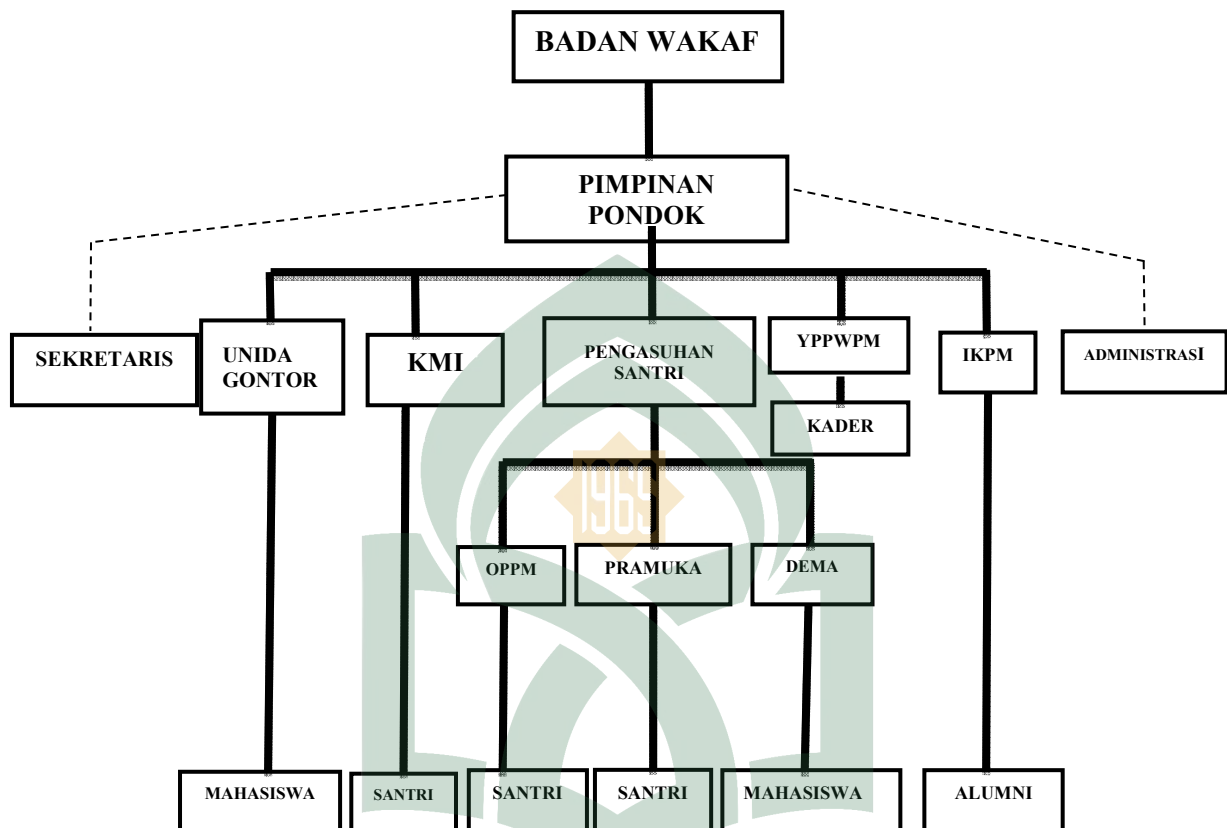 BADAN WAKAF
PIMPINAN
PONDOK
SEKRETARIS
UNIDA
GONTOR
KMI
PENGASUHAN
SANTRI
YPPWPM
IKPM
ADMINISTRASI
KADER
1969
OPPM
PRAMUKA
DEMA
MAHASISWA
SANTRI
SANTRI
SANTRI
MAHASISWA
ALUMNI